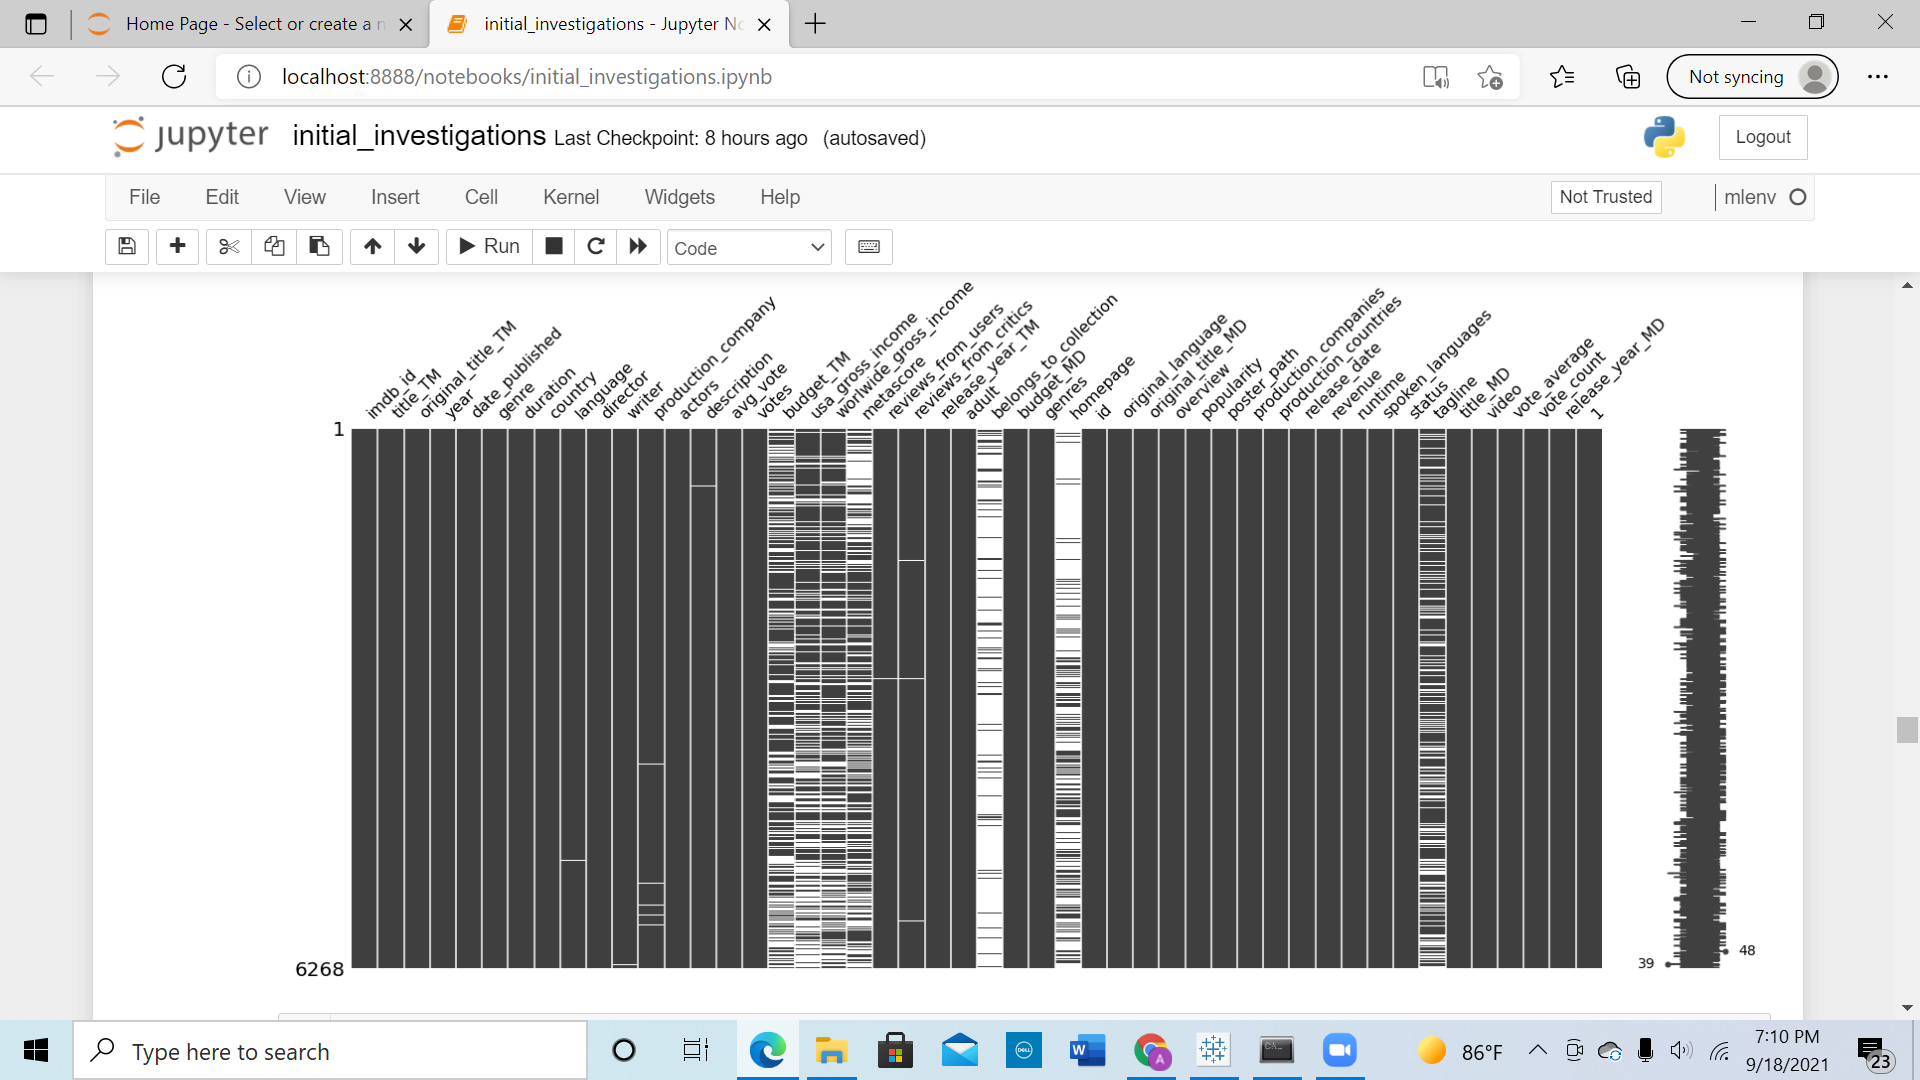 Home Page - Select or create a n
initial_investigations - Jupyter No
localhost:8888/notebooks/initial_investigations.ipynb
Not syncing
jupyter initial_investigations Last Checkpoint: 8 hours ago (autosaved)
Logout
File Edit View Insert Cell Kernel Widgets Help
Not Trusted
mlenv
Run
Code
imdb_id
title_TM
original_title_TM
year
date_published
genre
duration
country
language
director
writer
production_company
actors
description
avg_vote
votes
budget_TM
usa_gross_income
worlwide_gross_income
metascore
reviews_from_users
reviews_from_critics
release_year_TM
adult
belongs_to_collection
budget_MD
genres
homepage
id
original_language
original_title_MD
overview
popularity
poster_path
production_companies
production_countries
release_date
revenue
runtime
spoken_languages
status
tagline
title_MD
video
vote_average
vote_count
release_year_MD
1
1
6268
39
48
Type here to search
DELL
W
A
C:\_
86°F
7:10 PM
9/18/2021
23